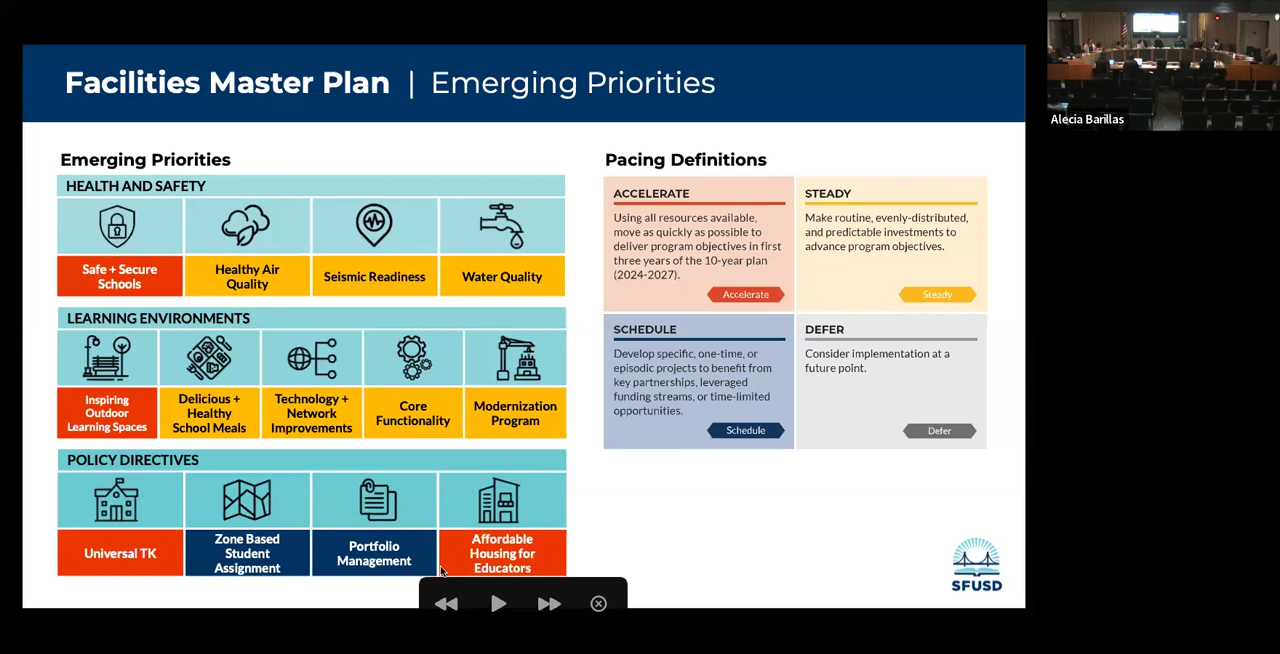 Facilities Master Plan | Emerging Priorities
Alecia Barillas
Emerging Priorities
HEALTH AND SAFETY
Safe + Secure
Schools
Healthy Air
Quality
Seismic Readiness
Water Quality
LEARNING ENVIRONMENTS
Inspiring
Outdoor
Learning Spaces
Delicious +
Healthy
School Meals
Technology +
Network
Improvements
Core
Functionality
Modernization
Program
POLICY DIRECTIVES
Universal TK
Zone Based
Student
Assignment
Portfolio
Management
Affordable
Housing for
Educators
Pacing Definitions
ACCELERATE
Using all resources available,
move as quickly as possible to
deliver program objectives in first
three years of the 10-year plan
(2024-2027).
Accelerate
STEADY
Make routine, evenly-distributed,
and predictable investments to
advance program objectives.
Steady
SCHEDULE
Develop specific, one-time, or
episodic projects to benefit from
key partnerships, leveraged
funding streams, or time-limited
opportunities.
Schedule
DEFER
Consider implementation at a
future point.
Defer
SFUSD